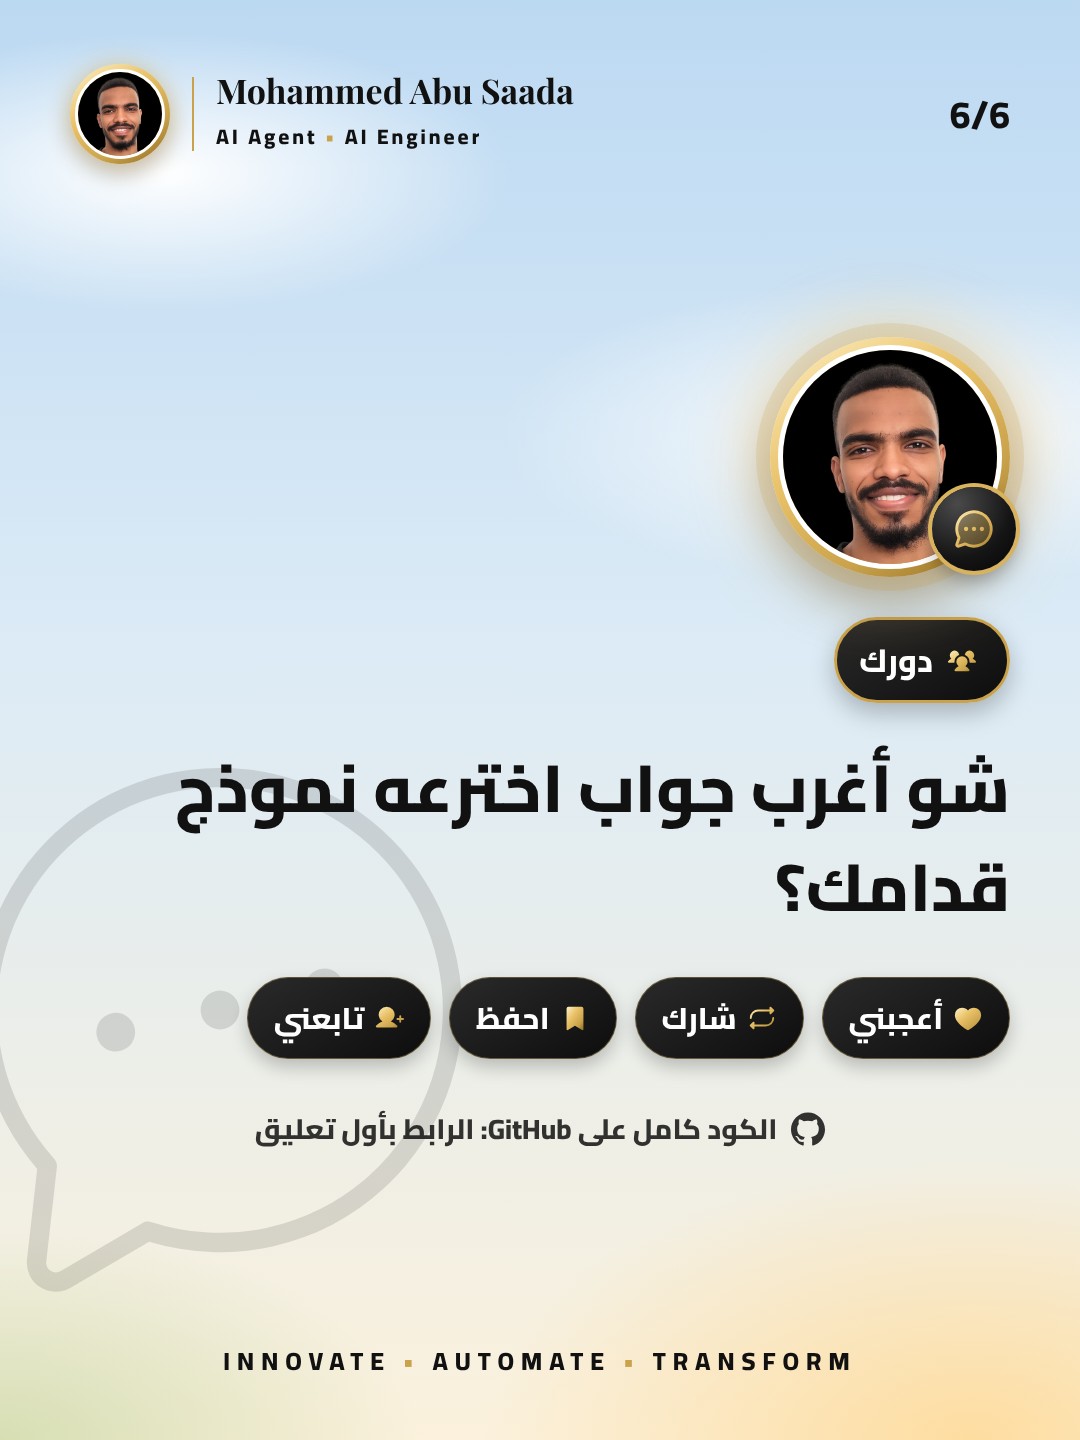 Mohammed Abu Saada
AI Agent ▪ AI Engineer
6/6
دورك
شو أغرب جواب اخترعه نموذج
قدامك؟
أعجبني
شارك
احفظ
تابعني
الكود كامل على GitHub: الرابط بأول تعليق
INNOVATE ▪ AUTOMATE ▪ TRANSFORM